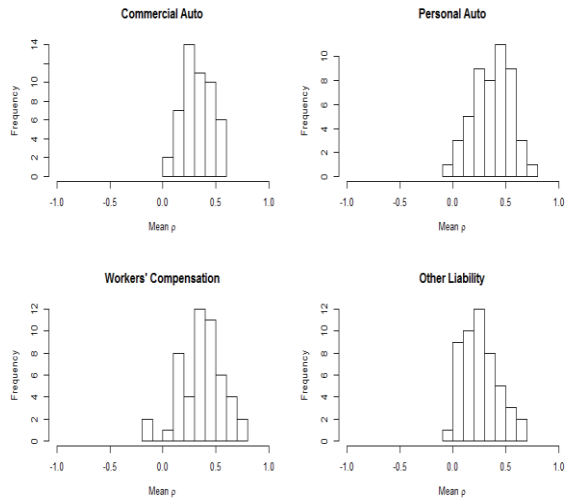 Commercial Auto
Frequency
14
10
8
6
4
2
0
-1.0 -0.5 0.0 0.5 1.0
Mean ρ
Personal Auto
Frequency
10
8
6
4
2
0
-1.0 -0.5 0.0 0.5 1.0
Mean ρ
Workers' Compensation
Frequency
12
10
8
6
4
2
0
-1.0 -0.5 0.0 0.5 1.0
Mean ρ
Other Liability
Frequency
12
10
8
6
4
2
0
-1.0 -0.5 0.0 0.5 1.0
Mean ρ